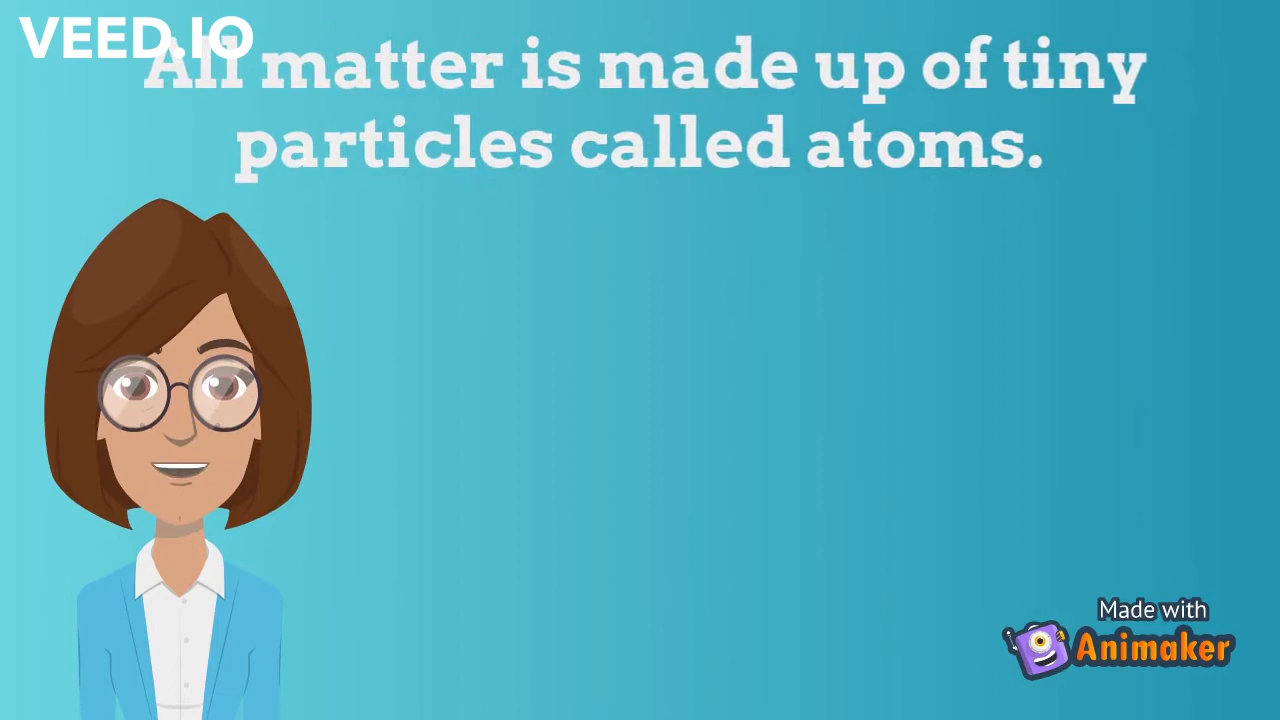 VEED.IO
All matter is made up of tiny
particles called atoms.
Made with
Animaker